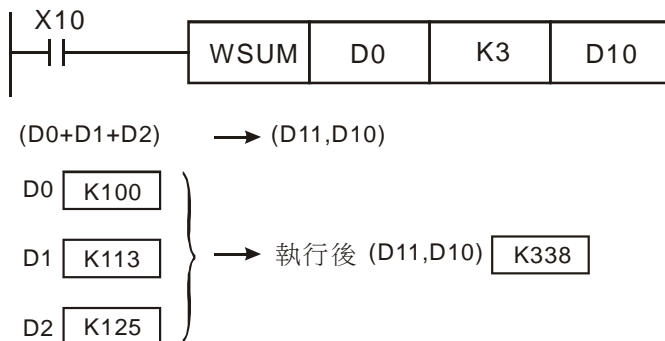 X10
WSUM D0 K3 D10
(D0+D1+D2) → (D11,D10)
D0 K100
D1 K113 → 執行後 (D11,D10) K338
D2 K125